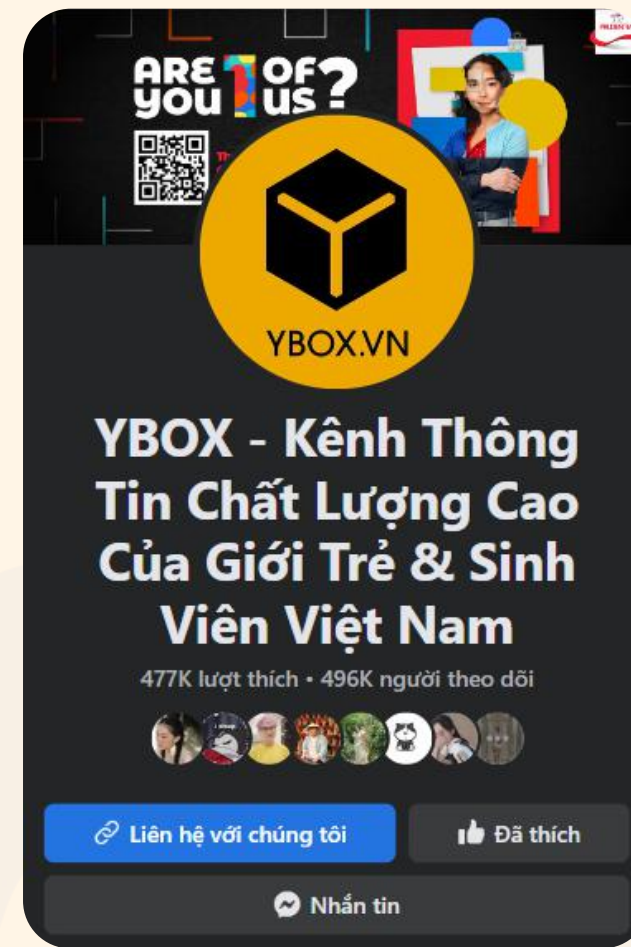 ARE YOU 1 OF US?
YBOX.VN
YBOX - Kênh Thông
Tin Chất Lượng Cao
Của Giới Trẻ & Sinh
Viên Việt Nam
477K lượt thích • 496K người theo dõi
Liên hệ với chúng tôi
Đã thích
Nhắn tin